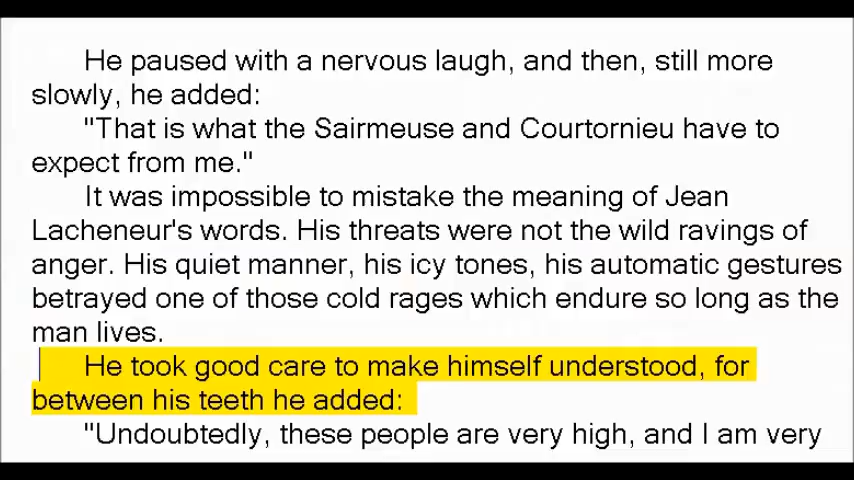 He paused with a nervous laugh, and then, still more
slowly, he added:
"That is what the Sairmeuse and Courtornieu have to
expect from me."
It was impossible to mistake the meaning of Jean
Lacheneur's words. His threats were not the wild ravings of
anger. His quiet manner, his icy tones, his automatic gestures
betrayed one of those cold rages which endure so long as the
man lives.
He took good care to make himself understood, for
between his teeth he added:
"Undoubtedly, these people are very high, and I am very